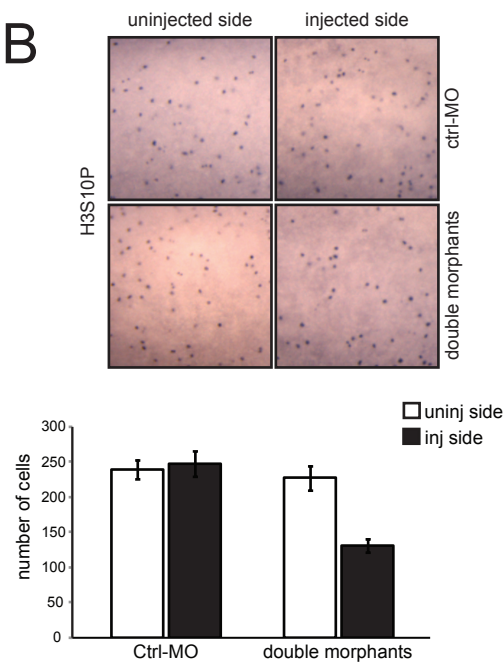 B
uninjected side
injected side
H3S10P
ctrl-MO
double morphants
uninj side
inj side
number of cells
300
250
200
150
100
50
0
Ctrl-MO
double morphants